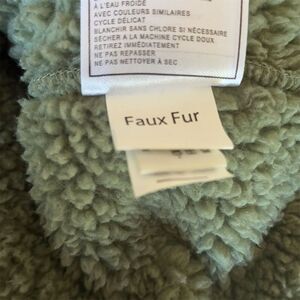 À L'EAU FROIDE
AVEC COULEURS SIMILAIRES
CYCLE DÉLICAT
BLANCHIR SANS CHLORE SI NÉCESSAIRE
SÉCHER A LA MACHINE CYCLE DOUX
RETIREZ IMMÉDIATEMENT
NE PAS REPASSER
NE PAS NETTOYER À SEC
Faux Fur